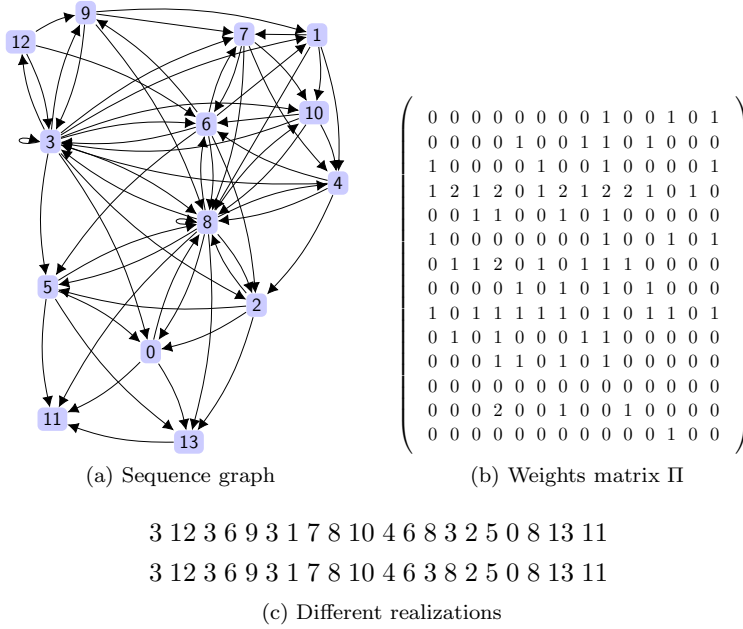 9
12
7
1
10
6
3
4
8
5
2
0
11
13
(a) Sequence graph
0 0 0 0 0 0 0 0 1 0 0 1 0 1
0 0 0 0 1 0 0 1 1 0 1 0 0 0
1 0 0 0 0 1 0 0 1 0 0 0 0 1
1 2 1 2 0 1 2 1 2 2 1 0 1 0
0 0 1 1 0 0 1 0 1 0 0 0 0 0
1 0 0 0 0 0 0 0 1 0 0 1 0 1
0 1 1 2 0 1 0 1 1 1 0 0 0 0
0 0 0 0 1 0 1 0 1 0 1 0 0 0
1 0 1 1 1 1 1 0 1 0 1 1 0 1
0 1 0 1 0 0 0 1 1 0 0 0 0 0
0 0 0 1 1 0 1 0 1 0 0 0 0 0
0 0 0 0 0 0 0 0 0 0 0 0 0 0
0 0 0 2 0 0 1 0 0 1 0 0 0 0
0 0 0 0 0 0 0 0 0 0 0 1 0 0
(b) Weights matrix Π
3 12 3 6 9 3 1 7 8 10 4 6 8 3 2 5 0 8 13 11
3 12 3 6 9 3 1 7 8 10 4 6 3 8 2 5 0 8 13 11
(c) Different realizations